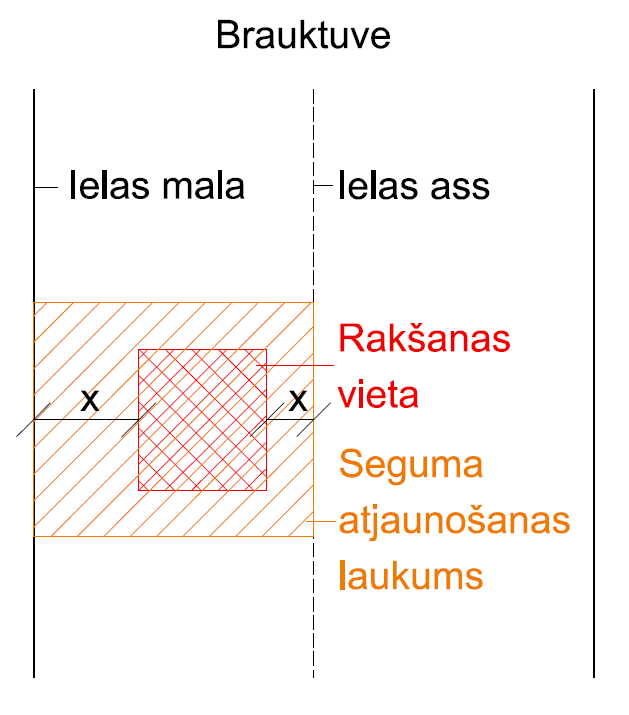 Brauktuve
Ielas mala
Ielas ass
Rakšanas
vieta
x
x
Seguma
atjaunošanas
laukums